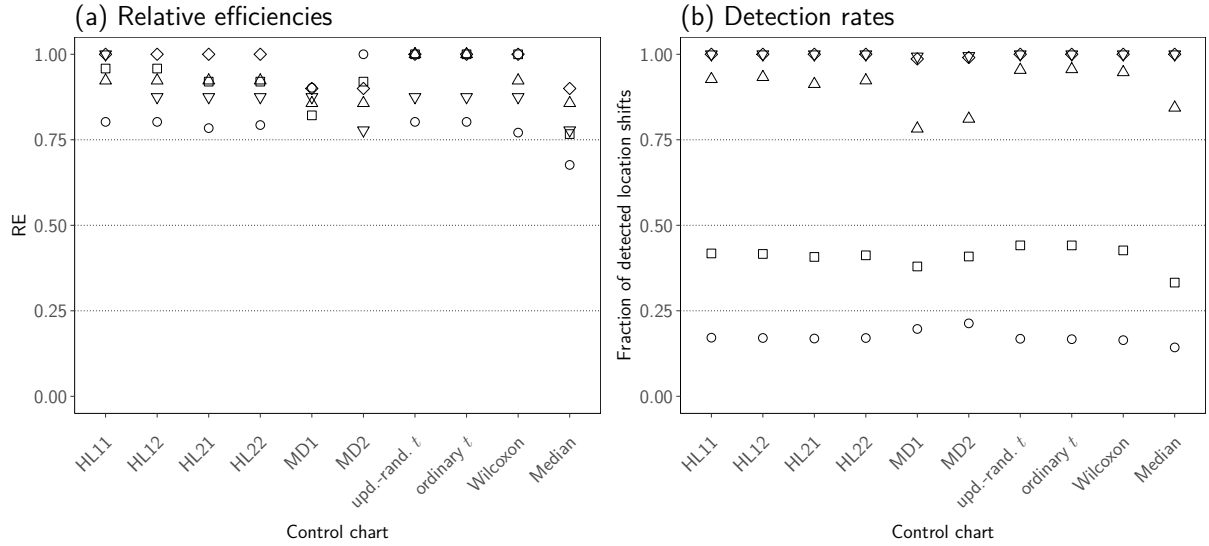 (a) Relative efficiencies
1.00
0.75
0.50
0.25
0.00
RE
HL11
HL12
HL21
HL22
MD1
MD2
upd.-rand. t
ordinary t
Wilcoxon
Median
Control chart
(b) Detection rates
1.00
0.75
0.50
0.25
0.00
Fraction of detected location shifts
HL11
HL12
HL21
HL22
MD1
MD2
upd.-rand. t
ordinary t
Wilcoxon
Median
Control chart